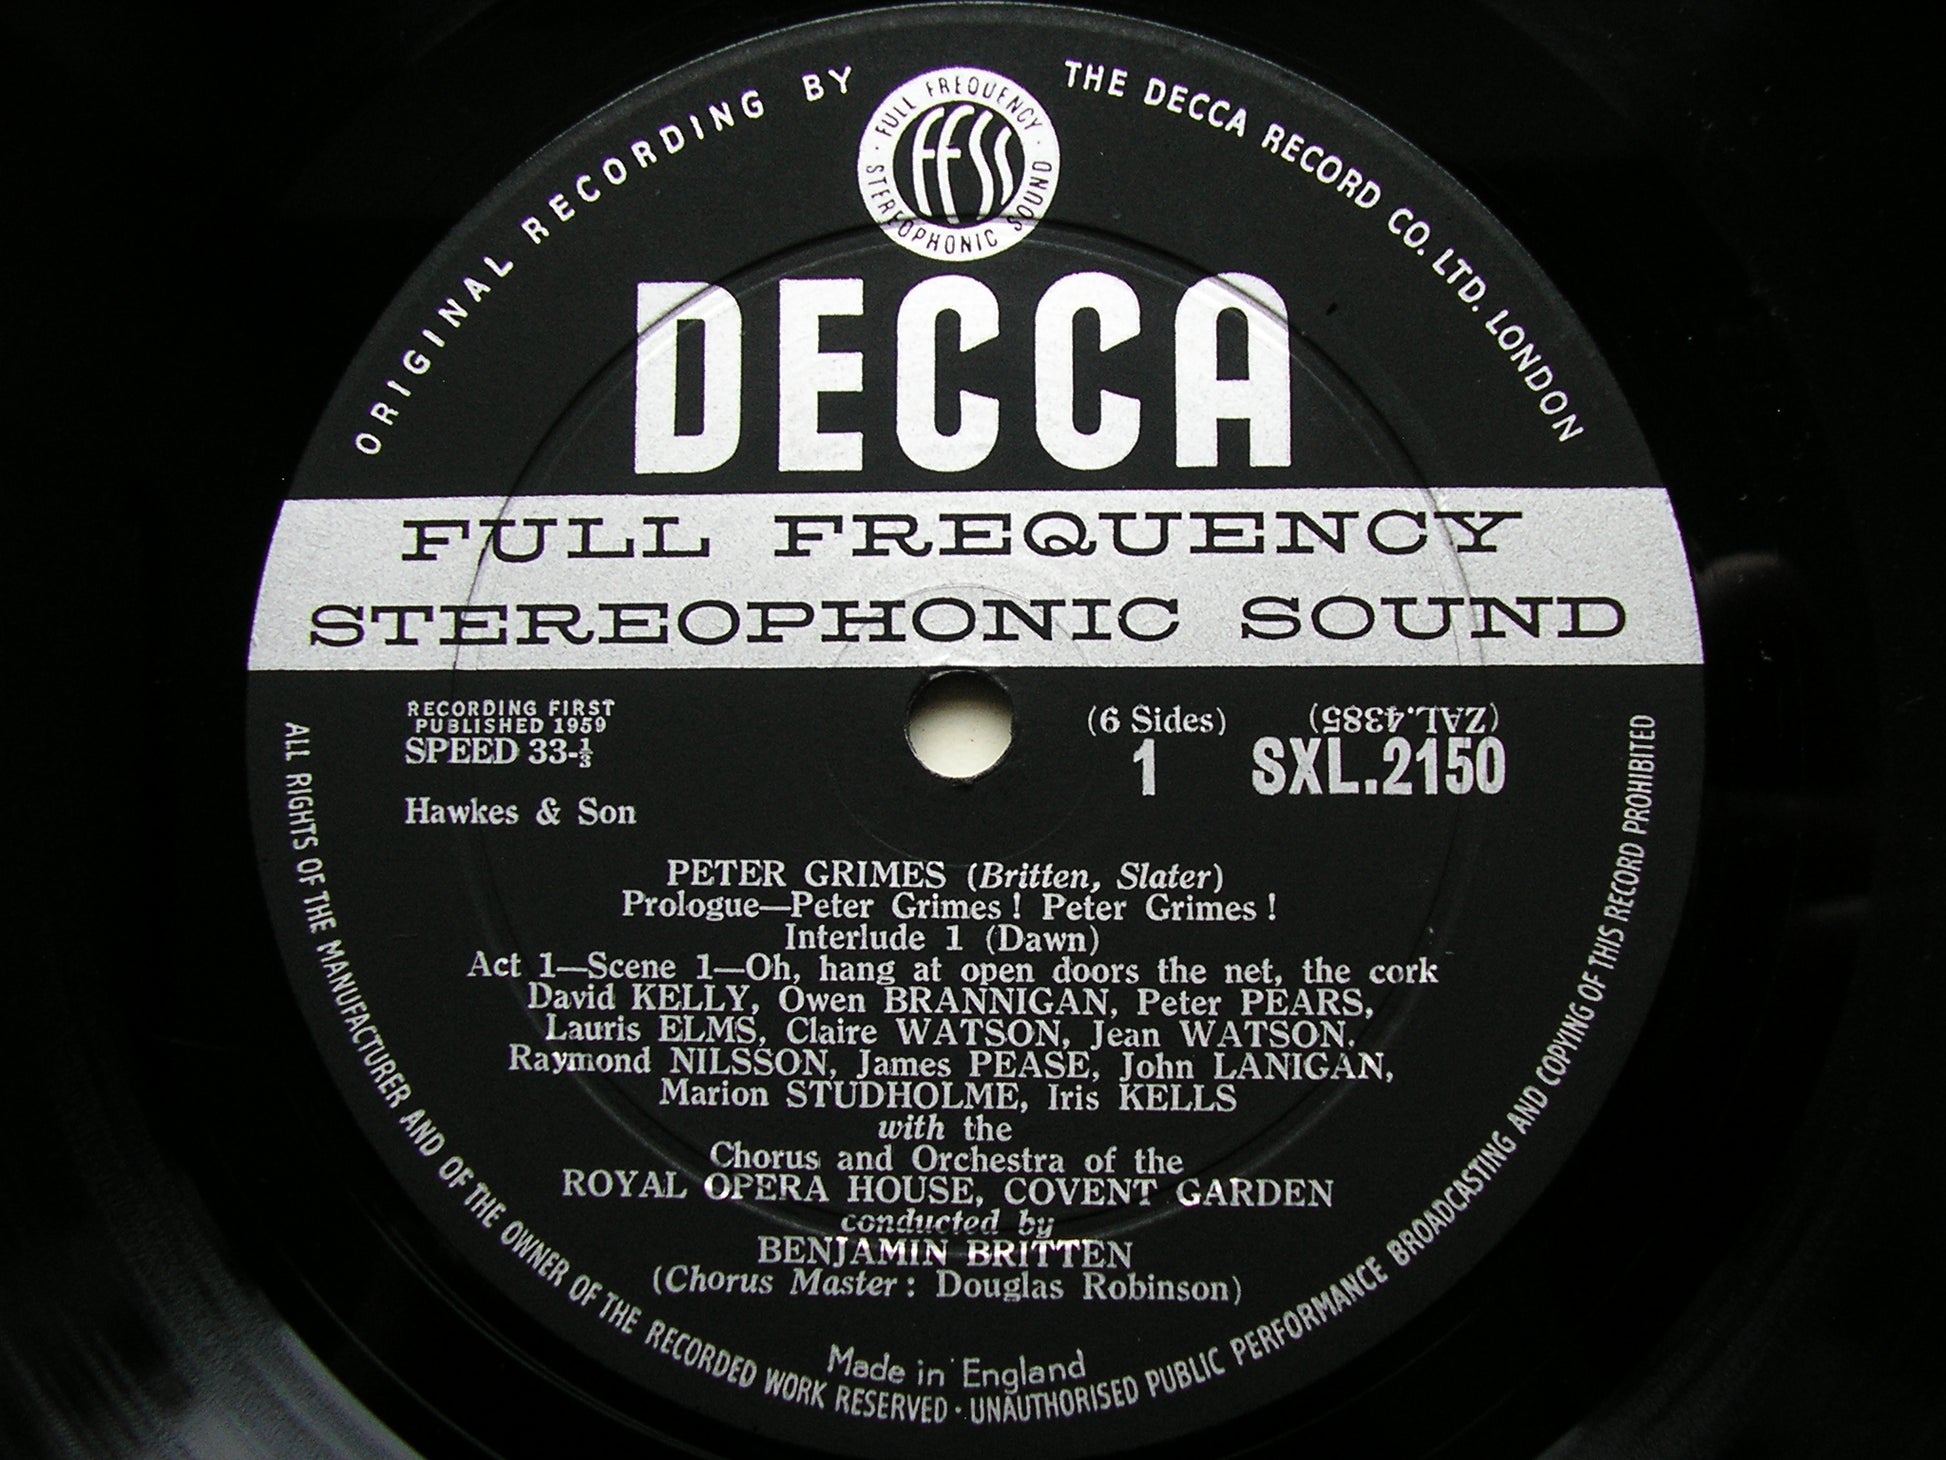 ORIGINAL RECORDING BY THE DECCA RECORD CO. LTD. LONDON
· FULL FREQUENCY · STEREOPHONIC SOUND
FFSS
DECCA
FULL FREQUENCY
STEREOPHONIC SOUND
RECORDING FIRST
PUBLISHED 1959
SPEED 33-⅓
(6 Sides)
1
(ZAL.4385)
SXL.2150
Hawkes & Son
PETER GRIMES (Britten, Slater)
Prologue—Peter Grimes! Peter Grimes!
Interlude 1 (Dawn)
Act 1—Scene 1—Oh, hang at open doors the net, the cork
David KELLY, Owen BRANNIGAN, Peter PEARS,
Lauris ELMS, Claire WATSON, Jean WATSON.
Raymond NILSSON, James PEASE, John LANIGAN,
Marion STUDHOLME, Iris KELLS
with the
Chorus and Orchestra of the
ROYAL OPERA HOUSE, COVENT GARDEN
conducted by
BENJAMIN BRITTEN
(Chorus Master: Douglas Robinson)
Made in England
ALL RIGHTS OF THE MANUFACTURER AND OF THE OWNER OF THE RECORDED WORK RESERVED · UNAUTHORISED PUBLIC PERFORMANCE BROADCASTING AND COPYING OF THIS RECORD PROHIBITED